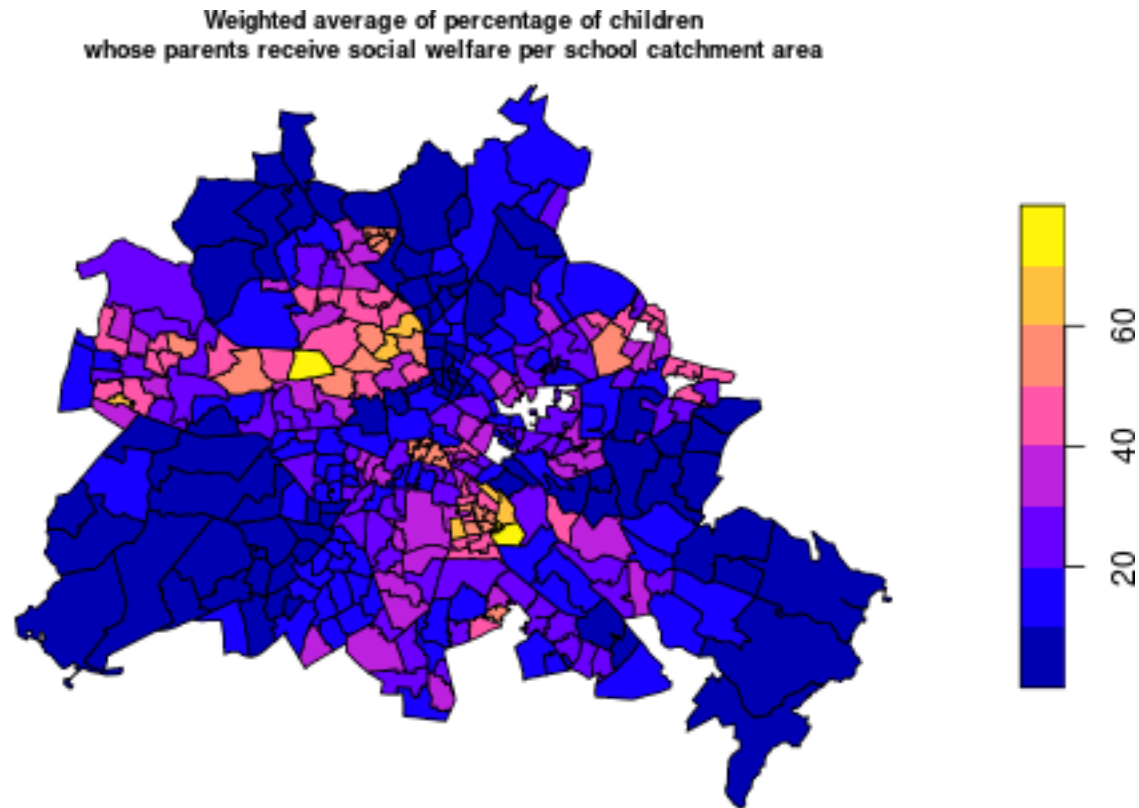 Weighted average of percentage of children
whose parents receive social welfare per school catchment area
60
40
20